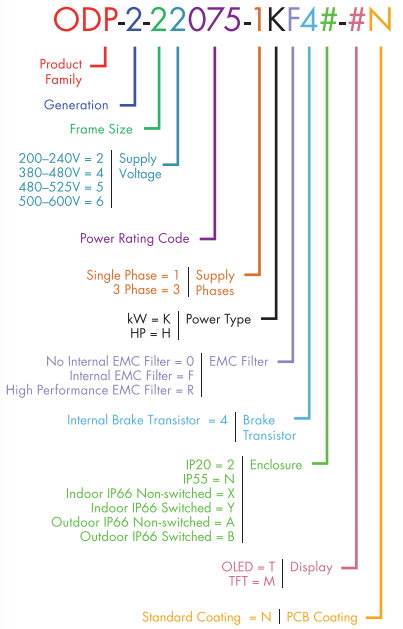 ODP-2-22075-1KF4#-#N
Product
Family
Generation
Frame Size
200–240V = 2
380–480V = 4
480–525V = 5
500–600V = 6
Supply
Voltage
Power Rating Code
Single Phase = 1
3 Phase = 3
Supply
Phases
kW = K
HP = H
Power Type
No Internal EMC Filter = 0
Internal EMC Filter = F
High Performance EMC Filter = R
EMC Filter
Internal Brake Transistor = 4
Brake
Transistor
IP20 = 2
IP55 = N
Indoor IP66 Non-switched = X
Indoor IP66 Switched = Y
Outdoor IP66 Non-switched = A
Outdoor IP66 Switched = B
Enclosure
OLED = T
TFT = M
Display
Standard Coating = N
PCB Coating